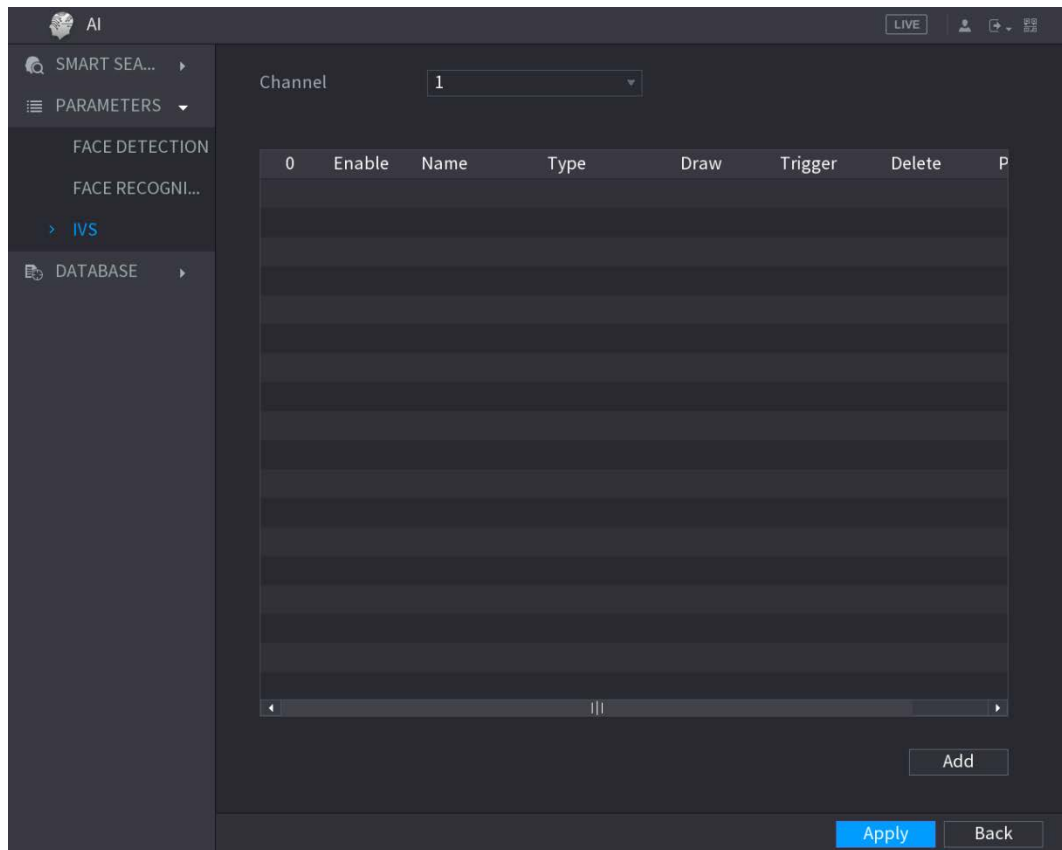 AI
LIVE
SMART SEA...
PARAMETERS
FACE DETECTION
FACE RECOGNI...
IVS
DATABASE
Channel 1
0 Enable Name Type Draw Trigger Delete P
Add
Apply Back